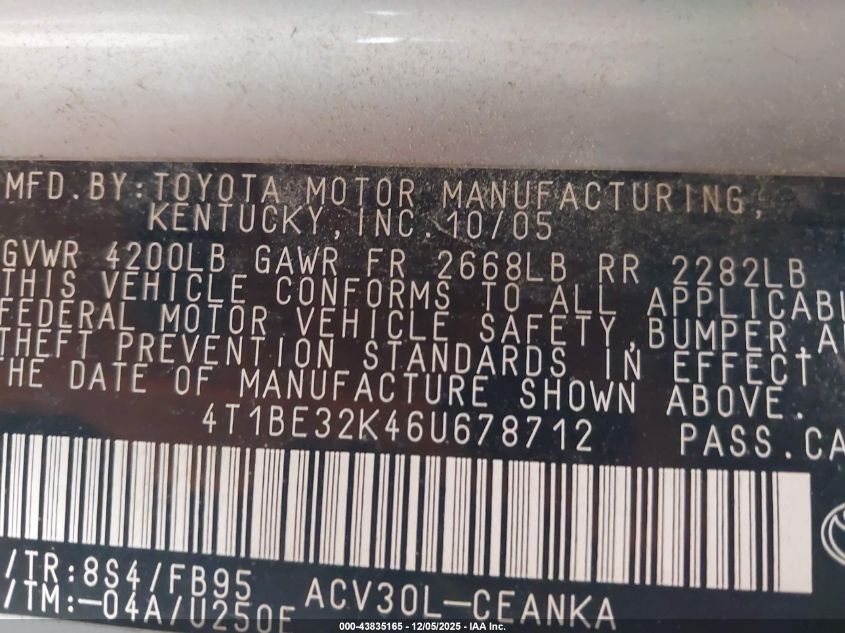 MFD.BY:TOYOTA MOTOR MANUFACTURING,
KENTUCKY,INC.10/05
GVWR 4200LB GAWR FR 2668LB RR 2282LB
THIS VEHICLE CONFORMS TO ALL APPLICABL
FEDERAL MOTOR VEHICLE SAFETY,BUMPER,A
THEFT PREVENTION STANDARDS IN EFFECT
HE DATE OF MANUFACTURE SHOWN ABOVE.
4T1BE32K46U678712 PASS.CA
/TR:8S4/FB95 ACV30L-CEANKA
/TM:-04A/U250E
000-43835165 - 12/05/2025 - IAA Inc.